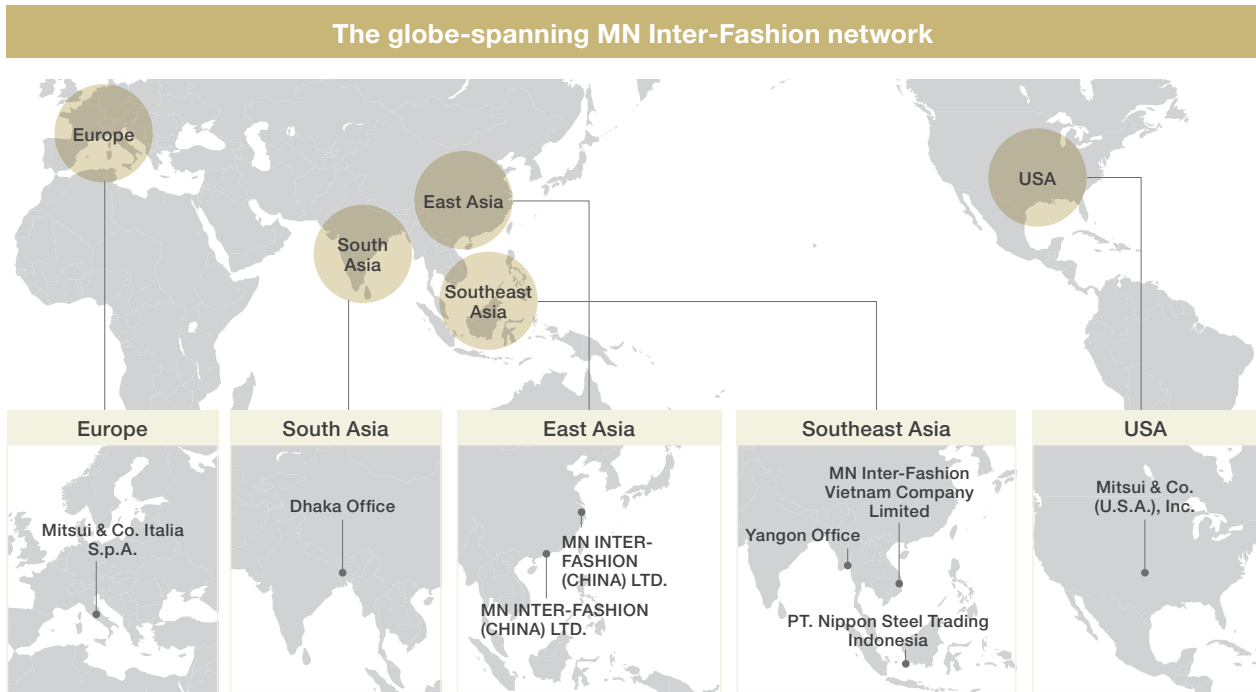 The globe-spanning MN Inter-Fashion network
Europe
East Asia
South
Asia
Southeast
Asia
USA
Europe
Mitsui & Co. Italia
S.p.A.
South Asia
Dhaka Office
East Asia
MN INTER-
FASHION
(CHINA) LTD.
MN INTER-FASHION
(CHINA) LTD.
Southeast Asia
MN Inter-Fashion
Vietnam Company
Limited
Yangon Office
PT. Nippon Steel Trading
Indonesia
USA
Mitsui & Co.
(U.S.A.), Inc.